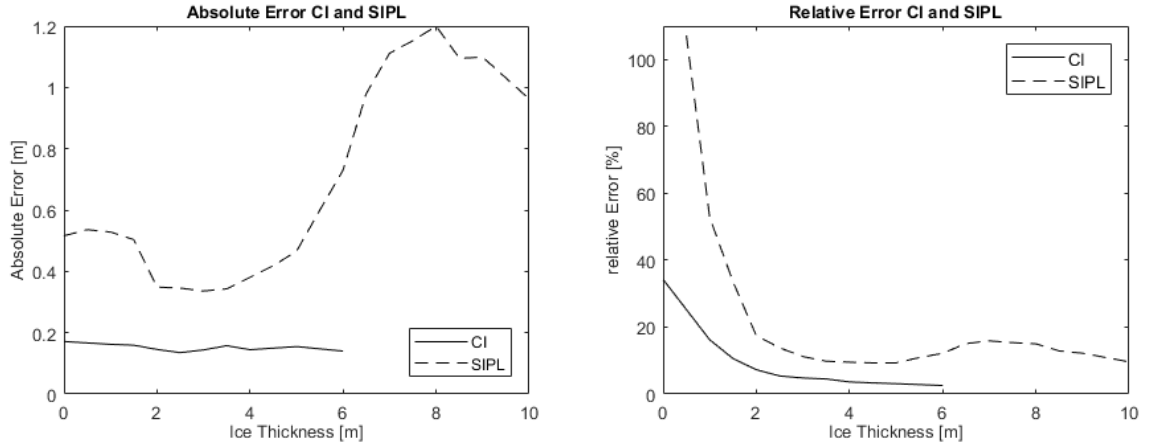 Absolute Error CI and SIPL
1.2
1
0.8
0.6
0.4
0.2
0
Absolute Error [m]
CI
SIPL
0 2 4 6 8 10
Ice Thickness [m]
Relative Error CI and SIPL
100
80
60
40
20
0
relative Error [%]
CI
SIPL
0 2 4 6 8 10
Ice Thickness [m]